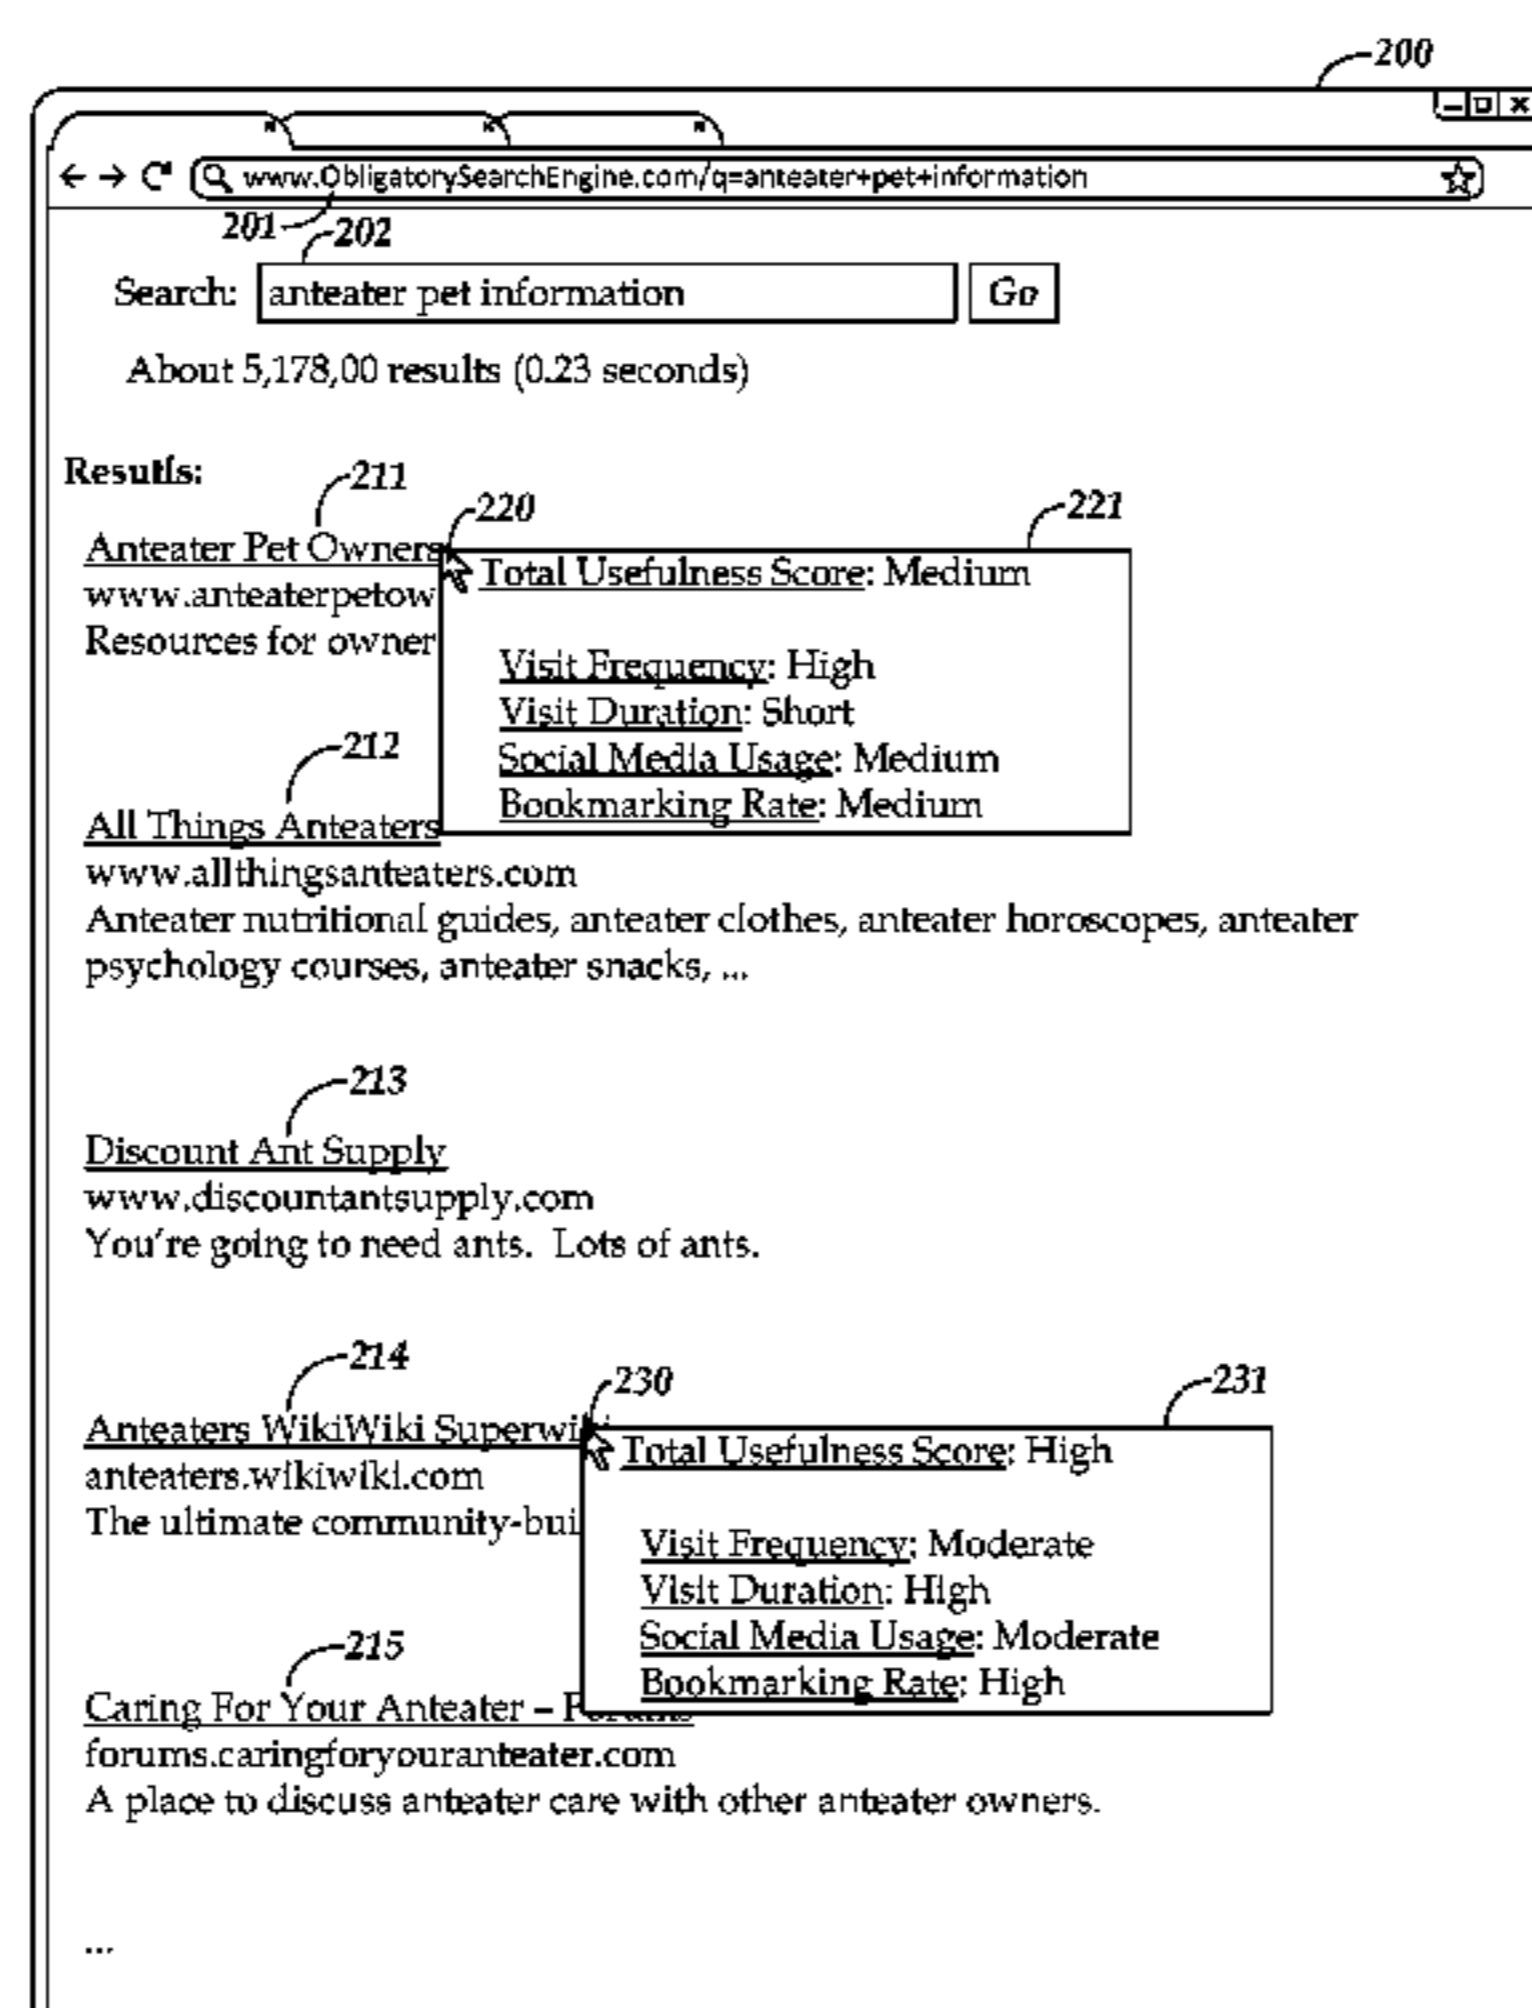 200
www.ObligatorySearchEngine.com/q=anteater+pet+information
201
202
Search: anteater pet information Go
About 5,178,00 results (0.23 seconds)
Results:
211
220
221
Anteater Pet Owners
www.anteaterpetow
Resources for owner
Total Usefulness Score: Medium
Visit Frequency: High
Visit Duration: Short
Social Media Usage: Medium
Bookmarking Rate: Medium
212
All Things Anteaters
www.allthingsanteaters.com
Anteater nutritional guides, anteater clothes, anteater horoscopes, anteater
psychology courses, anteater snacks, ...
213
Discount Ant Supply
www.discountantsupply.com
You're going to need ants. Lots of ants.
214
230
231
Anteaters WikiWiki Superwiki
anteaters.wikiwiki.com
The ultimate community-bui
Total Usefulness Score: High
Visit Frequency: Moderate
Visit Duration: High
Social Media Usage: Moderate
Bookmarking Rate: High
215
Caring For Your Anteater – Forums
forums.caringforyouranteater.com
A place to discuss anteater care with other anteater owners.
...